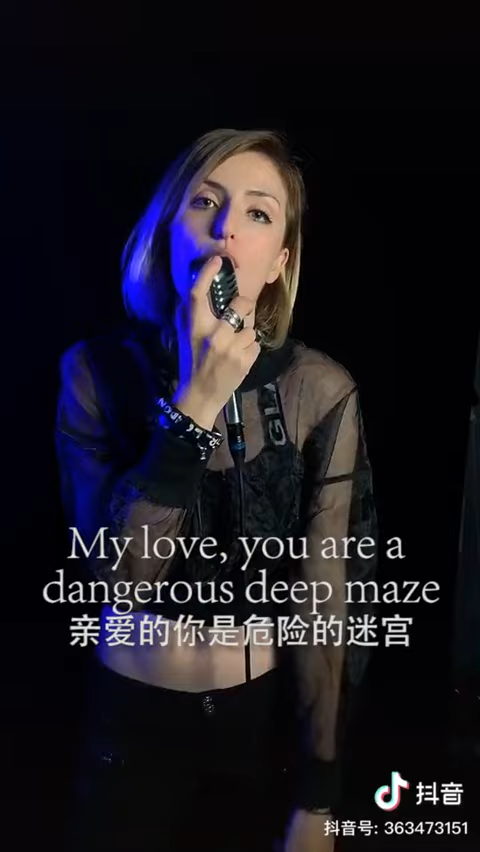 My love, you are a
dangerous deep maze
亲爱的你是危险的迷宫
抖音
抖音号: 363473151